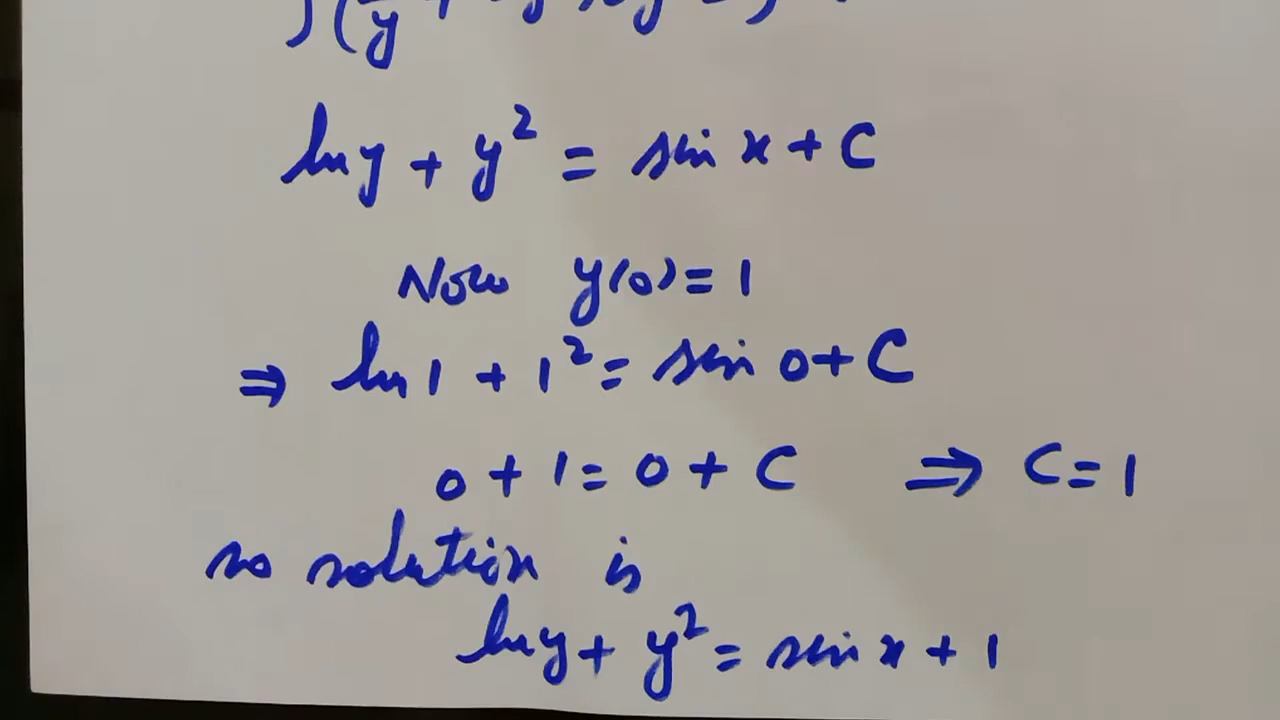 ln y + y² = sin x + C
Now y(0) = 1
⇒ ln 1 + 1² = sin 0 + C
0 + 1 = 0 + C ⇒ C = 1
so solution is
ln y + y² = sin x + 1